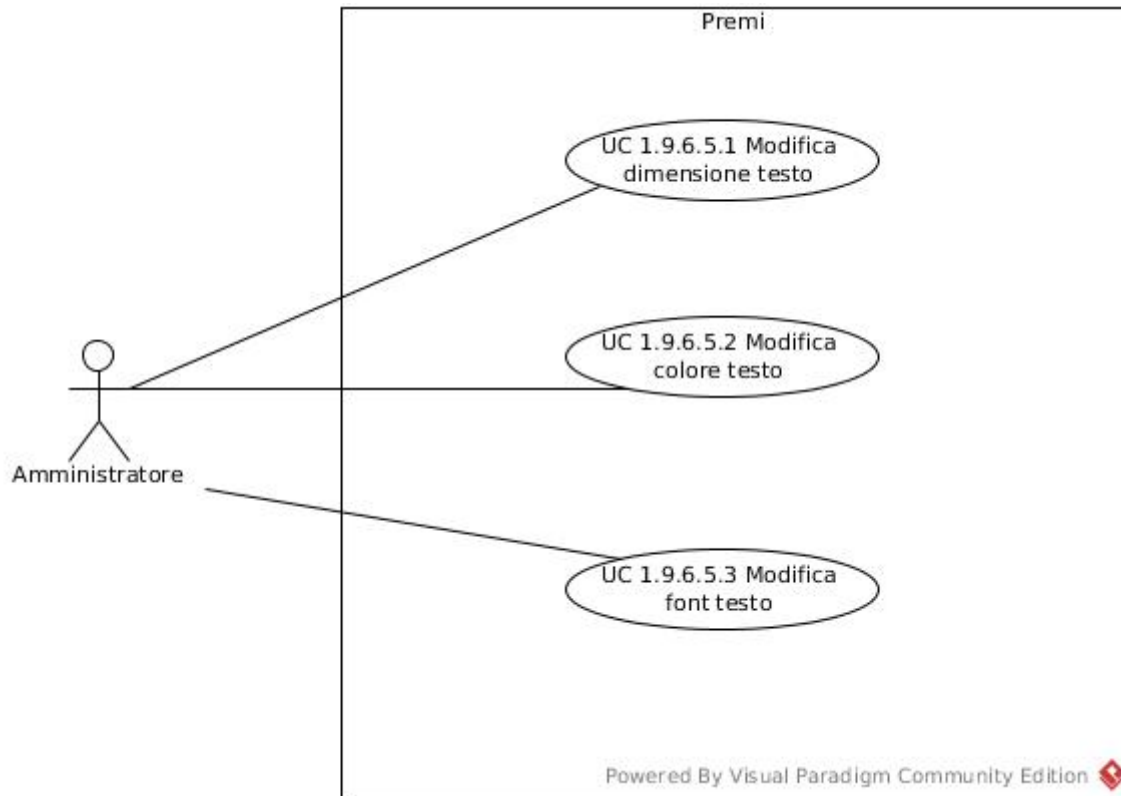 Premi
UC 1.9.6.5.1 Modifica
dimensione testo
UC 1.9.6.5.2 Modifica
colore testo
Amministratore
UC 1.9.6.5.3 Modifica
font testo
Powered By Visual Paradigm Community Edition